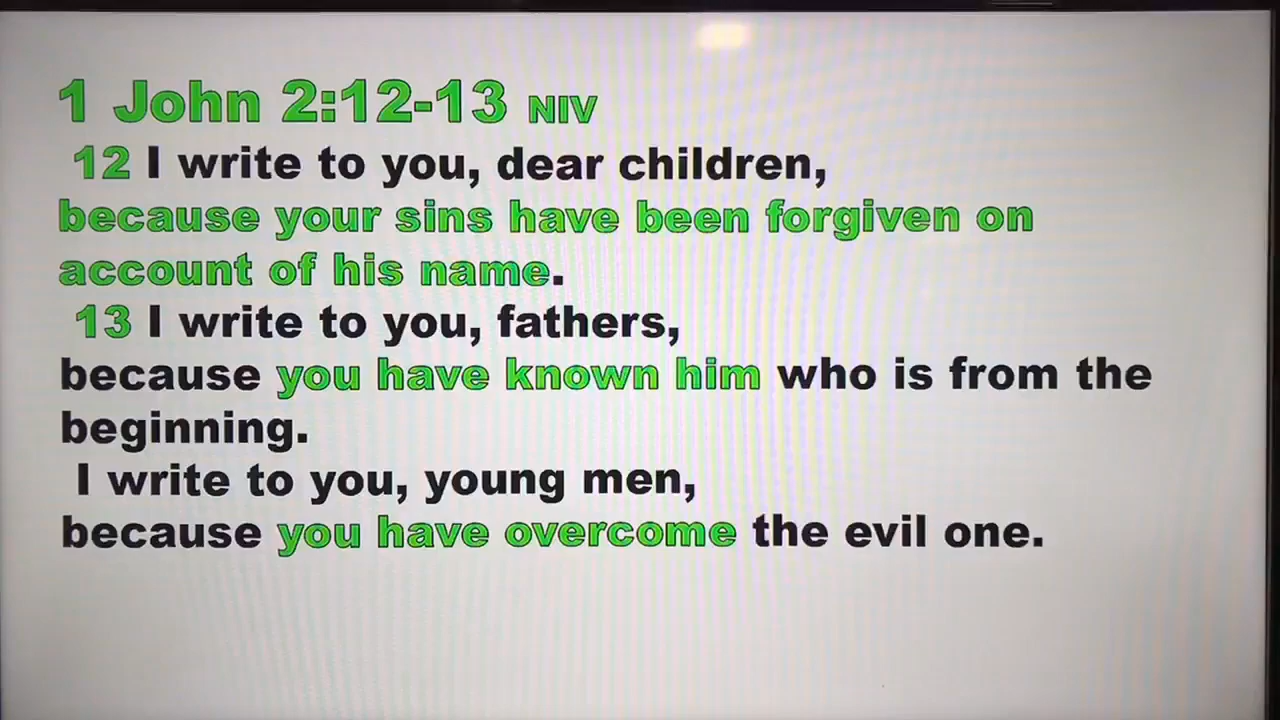 1 John 2:12-13 NIV
12 I write to you, dear children,
because your sins have been forgiven on
account of his name.
13 I write to you, fathers,
because you have known him who is from the
beginning.
I write to you, young men,
because you have overcome the evil one.